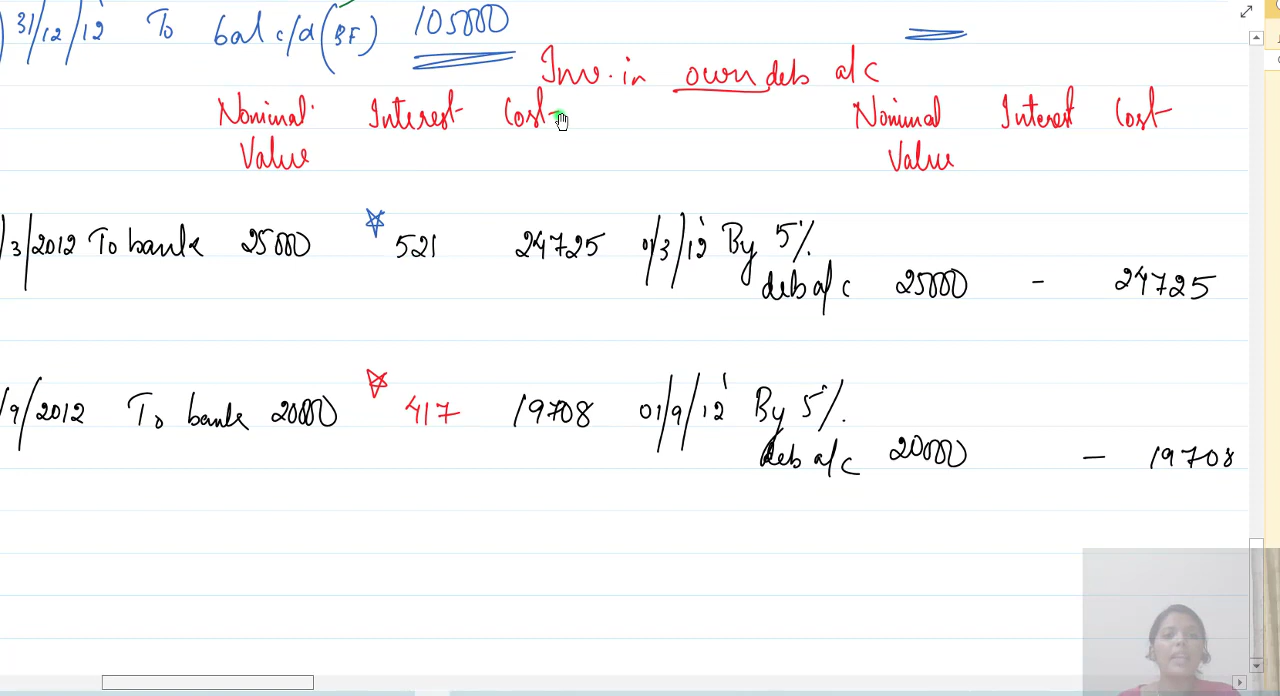 31/12/12 To bal c/d (BF) 105000
Inv. in own deb a/c
Nominal Value Interest Cost Nominal Value Interest Cost
/3/2012 To bank 25000 521 24725 01/3/12 By 5%
deb a/c 25000 - 24725
/9/2012 To bank 20000 417 19708 01/9/12 By 5%
deb a/c 20000 - 19708